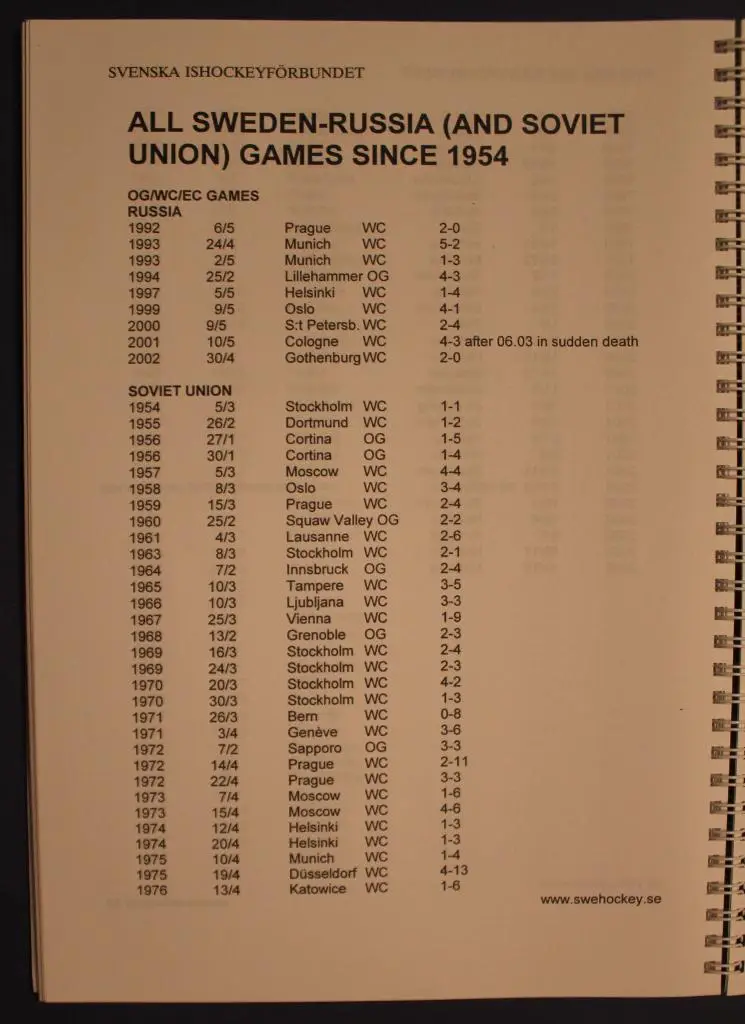 SVENSKA ISHOCKEYFÖRBUNDET
ALL SWEDEN-RUSSIA (AND SOVIET
UNION) GAMES SINCE 1954
OG/WC/EC GAMES
RUSSIA
1992 6/5 Prague WC 2-0
1993 24/4 Munich WC 5-2
1993 2/5 Munich WC 1-3
1994 25/2 Lillehammer OG 4-3
1997 5/5 Helsinki WC 1-4
1999 9/5 Oslo WC 4-1
2000 9/5 S:t Petersb. WC 2-4
2001 10/5 Cologne WC 4-3 after 06.03 in sudden death
2002 30/4 Gothenburg WC 2-0
SOVIET UNION
1954 5/3 Stockholm WC 1-1
1955 26/2 Dortmund WC 1-2
1956 27/1 Cortina OG 1-5
1956 30/1 Cortina OG 1-4
1957 5/3 Moscow WC 4-4
1958 8/3 Oslo WC 3-4
1959 15/3 Prague WC 2-4
1960 25/2 Squaw Valley OG 2-2
1961 4/3 Lausanne WC 2-6
1963 8/3 Stockholm WC 2-1
1964 7/2 Innsbruck OG 2-4
1965 10/3 Tampere WC 3-5
1966 10/3 Ljubljana WC 3-3
1967 25/3 Vienna WC 1-9
1968 13/2 Grenoble OG 2-3
1969 16/3 Stockholm WC 2-4
1969 24/3 Stockholm WC 2-3
1970 20/3 Stockholm WC 4-2
1970 30/3 Stockholm WC 1-3
1971 26/3 Bern WC 0-8
1971 3/4 Genève WC 3-6
1972 7/2 Sapporo OG 3-3
1972 14/4 Prague WC 2-11
1972 22/4 Prague WC 3-3
1973 7/4 Moscow WC 1-6
1973 15/4 Moscow WC 4-6
1974 12/4 Helsinki WC 1-3
1974 20/4 Helsinki WC 1-3
1975 10/4 Munich WC 1-4
1975 19/4 Düsseldorf WC 4-13
1976 13/4 Katowice WC 1-6
www.swehockey.se